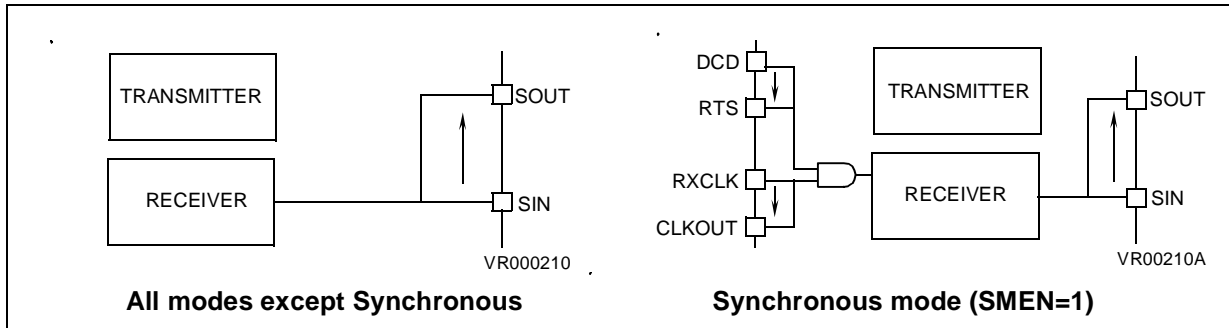 TRANSMITTER
RECEIVER
SOUT
SIN
VR000210
All modes except Synchronous
DCD
RTS
RXCLK
CLKOUT
TRANSMITTER
RECEIVER
SOUT
SIN
VR00210A
Synchronous mode (SMEN=1)